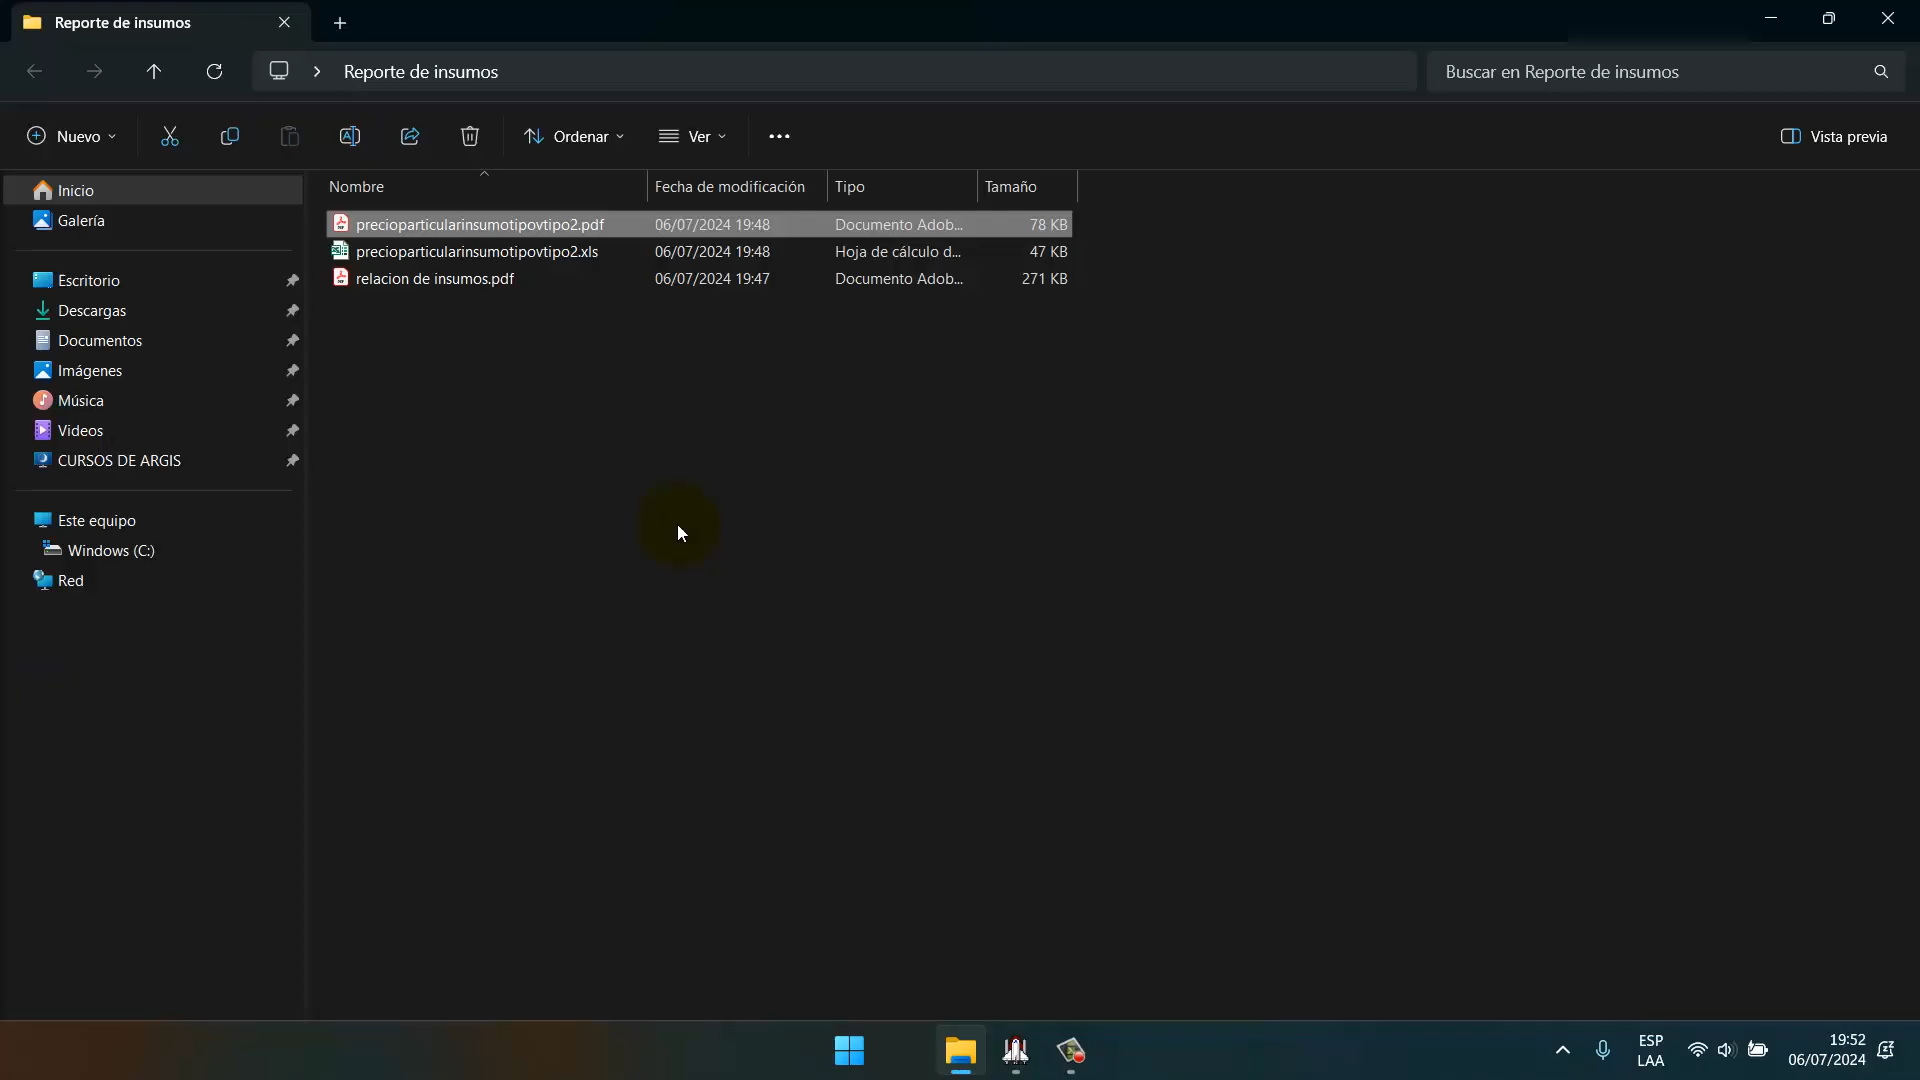 Reporte de insumos
Reporte de insumos
Buscar en Reporte de insumos
Nuevo
Ordenar
Ver
Vista previa
Inicio
Galería
Escritorio
Descargas
Documentos
Imágenes
Música
Videos
CURSOS DE ARGIS
Este equipo
Windows (C:)
Red
Nombre Fecha de modificación Tipo Tamaño
precioparticularinsumotipovtipo2.pdf 06/07/2024 19:48 Documento Adob... 78 KB
precioparticularinsumotipovtipo2.xls 06/07/2024 19:48 Hoja de cálculo d... 47 KB
relacion de insumos.pdf 06/07/2024 19:47 Documento Adob... 271 KB
ESP
LAA
19:52
06/07/2024